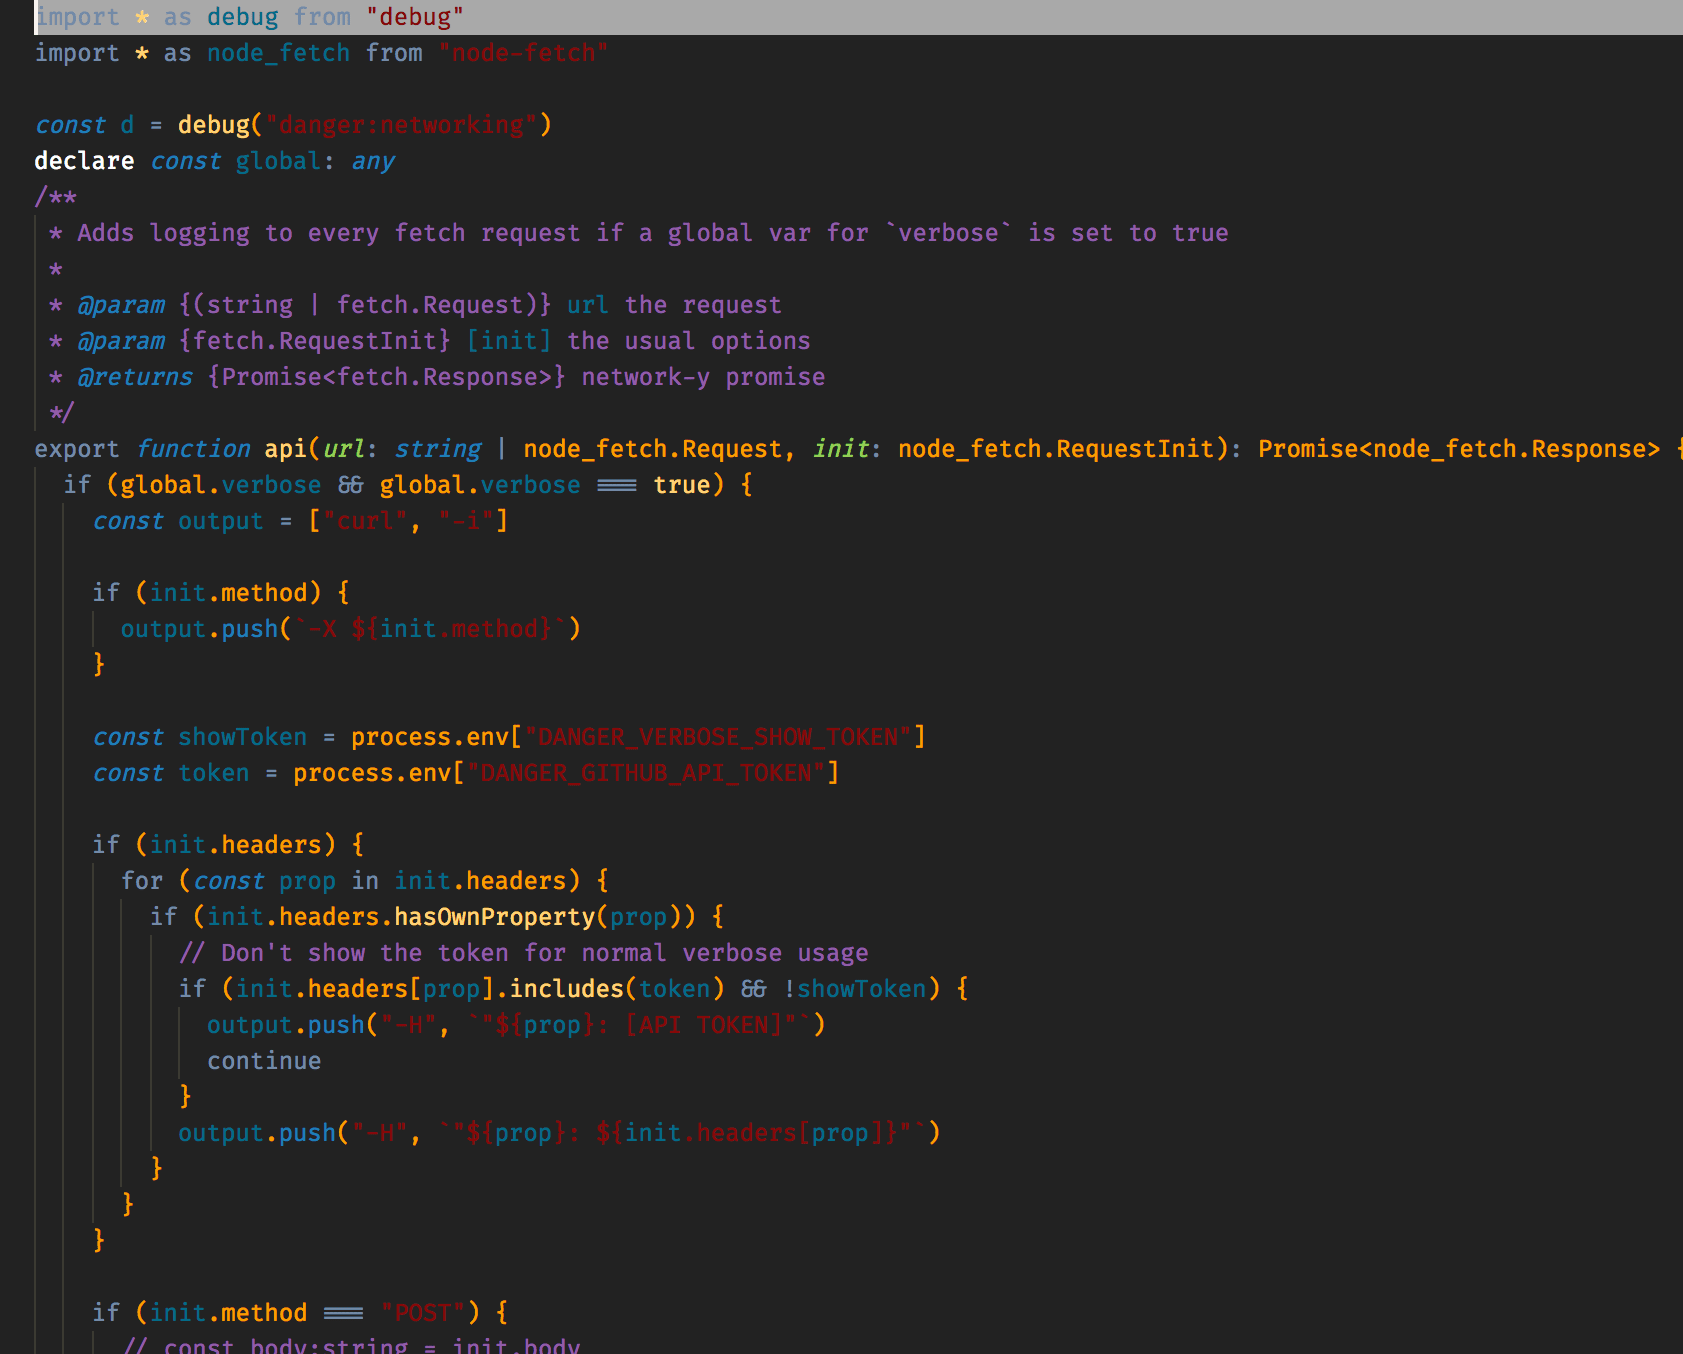 import * as debug from "debug"
import * as node_fetch from "node-fetch"
const d = debug("danger:networking")
declare const global: any
/**
* Adds logging to every fetch request if a global var for `verbose` is set to true
*
* @param {(string | fetch.Request)} url the request
* @param {fetch.RequestInit} [init] the usual options
* @returns {Promise<fetch.Response>} network-y promise
*/
export function api(url: string | node_fetch.Request, init: node_fetch.RequestInit): Promise<node_fetch.Response> {
if (global.verbose && global.verbose === true) {
const output = ["curl", "-i"]
if (init.method) {
output.push(`-X ${init.method}`)
}
const showToken = process.env["DANGER_VERBOSE_SHOW_TOKEN"]
const token = process.env["DANGER_GITHUB_API_TOKEN"]
if (init.headers) {
for (const prop in init.headers) {
if (init.headers.hasOwnProperty(prop)) {
// Don't show the token for normal verbose usage
if (init.headers[prop].includes(token) && !showToken) {
output.push("-H", `"${prop}: [API TOKEN]"`)
continue
}
output.push("-H", `"${prop}: ${init.headers[prop]}"`)
}
}
}
if (init.method === "POST") {
// const body:string = init.body